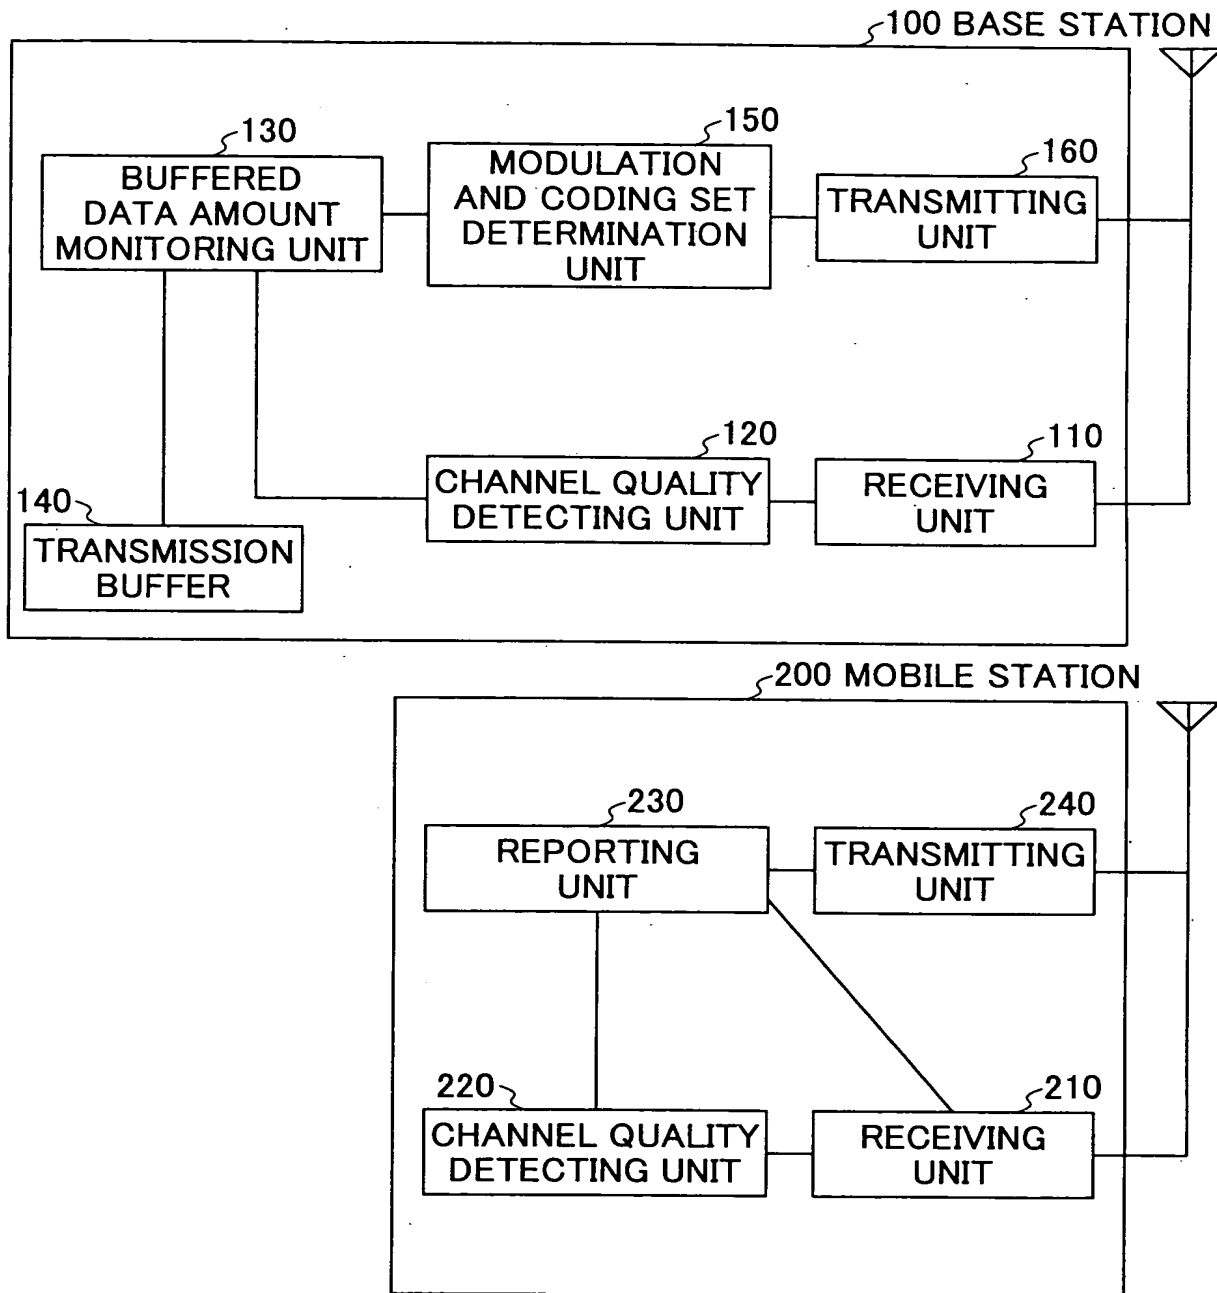 100 BASE STATION
130
BUFFERED
DATA AMOUNT
MONITORING UNIT
150
MODULATION
AND CODING SET
DETERMINATION
UNIT
160
TRANSMITTING
UNIT
120
CHANNEL QUALITY
DETECTING UNIT
110
RECEIVING
UNIT
140
TRANSMISSION
BUFFER
200 MOBILE STATION
230
REPORTING
UNIT
240
TRANSMITTING
UNIT
220
CHANNEL QUALITY
DETECTING UNIT
210
RECEIVING
UNIT